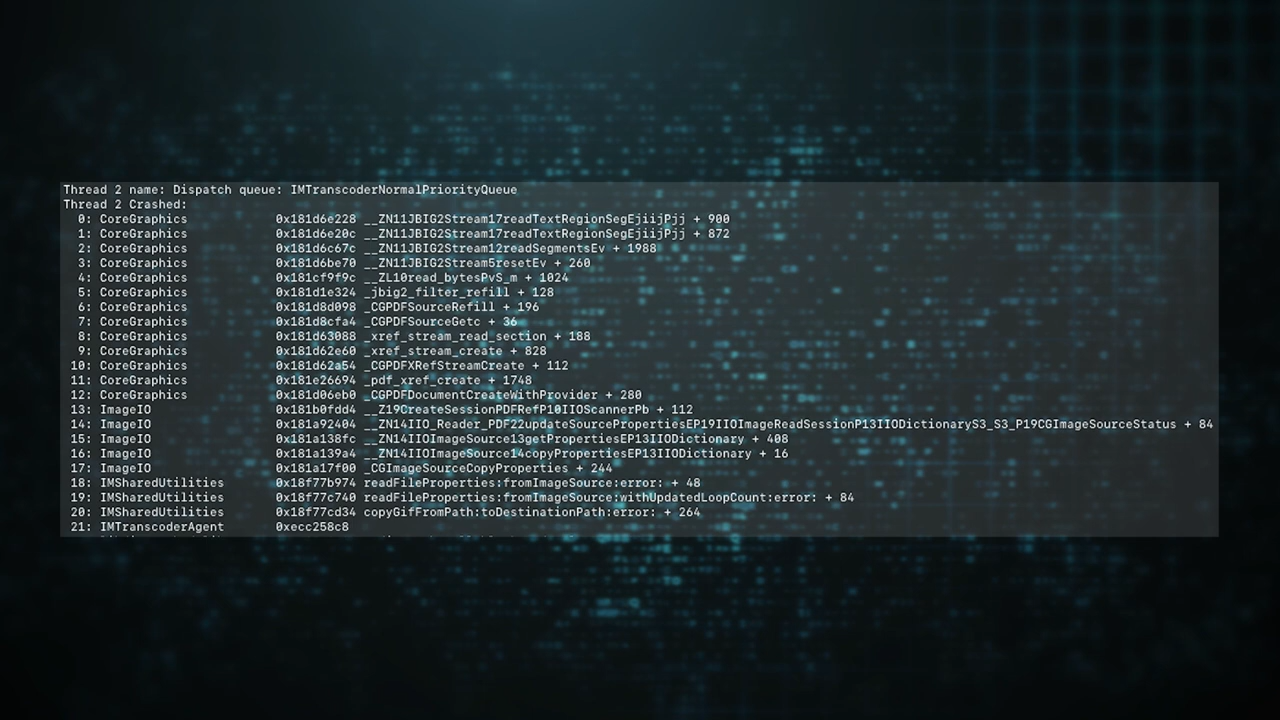 Thread 2 name: Dispatch queue: IMTranscoderNormalPriorityQueue
Thread 2 Crashed:
0: CoreGraphics 0x181d6e228 __ZN11JBIG2Stream17readTextRegionSegEjiijPjj + 900
1: CoreGraphics 0x181d6e20c __ZN11JBIG2Stream17readTextRegionSegEjiijPjj + 872
2: CoreGraphics 0x181d6c67c __ZN11JBIG2Stream12readSegmentsEv + 1988
3: CoreGraphics 0x181d6be70 __ZN11JBIG2Stream5resetEv + 260
4: CoreGraphics 0x181cf9f9c __ZL10read_bytesPvS_m + 1024
5: CoreGraphics 0x181d1e324 _jbig2_filter_refill + 128
6: CoreGraphics 0x181d8d098 _CGPDFSourceRefill + 196
7: CoreGraphics 0x181d8cfa4 _CGPDFSourceGetc + 36
8: CoreGraphics 0x181d63088 _xref_stream_read_section + 188
9: CoreGraphics 0x181d62e60 _xref_stream_create + 828
10: CoreGraphics 0x181d62a54 _CGPDFXRefStreamCreate + 112
11: CoreGraphics 0x181e26694 _pdf_xref_create + 1748
12: CoreGraphics 0x181d06eb0 _CGPDFDocumentCreateWithProvider + 280
13: ImageIO 0x181b0fdd4 __Z19CreateSessionPDFRefP10IIOScannerPb + 112
14: ImageIO 0x181a92404 __ZN14IIO_Reader_PDF22updateSourcePropertiesEP19IIOImageReadSessionP13IIODictionaryS3_S3_P19CGImageSourceStatus + 84
15: ImageIO 0x181a138fc __ZN14IIOImageSource13getPropertiesEP13IIODictionary + 408
16: ImageIO 0x181a139a4 __ZN14IIOImageSource14copyPropertiesEP13IIODictionary + 16
17: ImageIO 0x181a17f00 _CGImageSourceCopyProperties + 244
18: IMSharedUtilities 0x18f77b974 readFileProperties:fromImageSource:error: + 48
19: IMSharedUtilities 0x18f77c740 readFileProperties:fromImageSource:withUpdatedLoopCount:error: + 84
20: IMSharedUtilities 0x18f77cd34 copyGifFromPath:toDestinationPath:error: + 264
21: IMTranscoderAgent 0xecc258c8